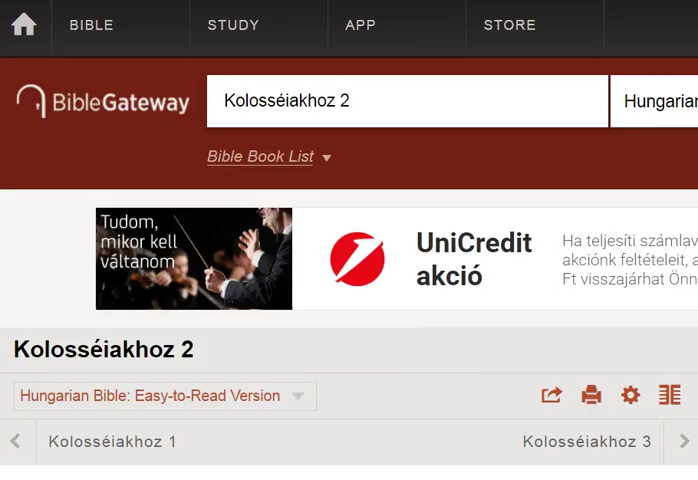 BIBLE STUDY APP STORE
BibleGateway
Kolosséiakhoz 2
Hungarian
Bible Book List
Tudom,
mikor kell
váltanom
UniCredit
akció
Ha teljesíti
akciónk feltételeit,
Ft visszajárhat Önn
Kolosséiakhoz 2
Hungarian Bible: Easy-to-Read Version
Kolosséiakhoz 1 Kolosséiakhoz 3